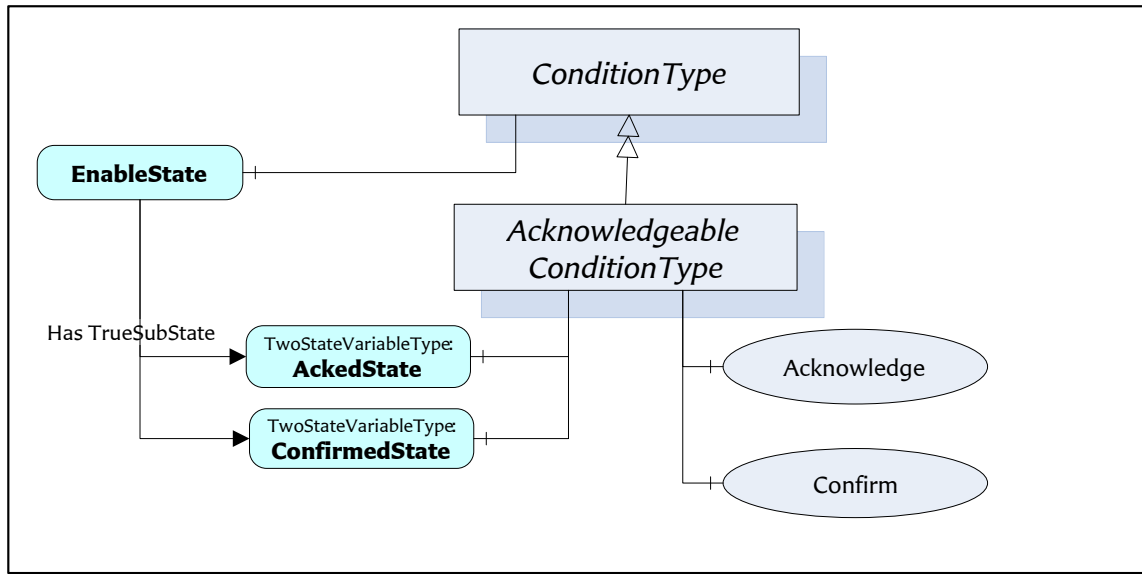 ConditionType
EnableState
Acknowledgeable
ConditionType
Has TrueSubState
TwoStateVariableType:
AckedState
Acknowledge
TwoStateVariableType:
ConfirmedState
Confirm